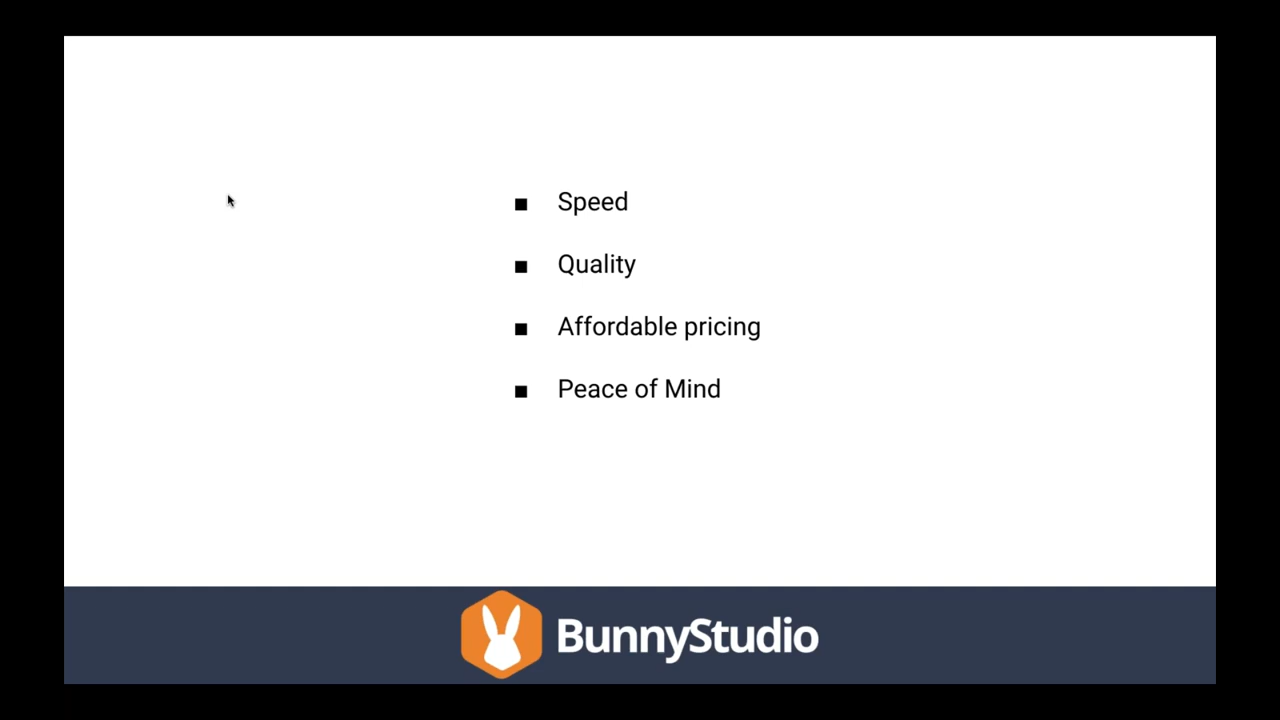 Speed
Quality
Affordable pricing
Peace of Mind
BunnyStudio